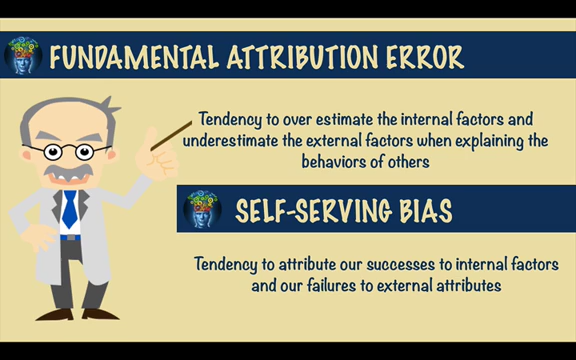 FUNDAMENTAL ATTRIBUTION ERROR
Tendency to over estimate the internal factors and
underestimate the external factors when explaining the
behaviors of others
SELF-SERVING BIAS
Tendency to attribute our successes to internal factors
and our failures to external attributes